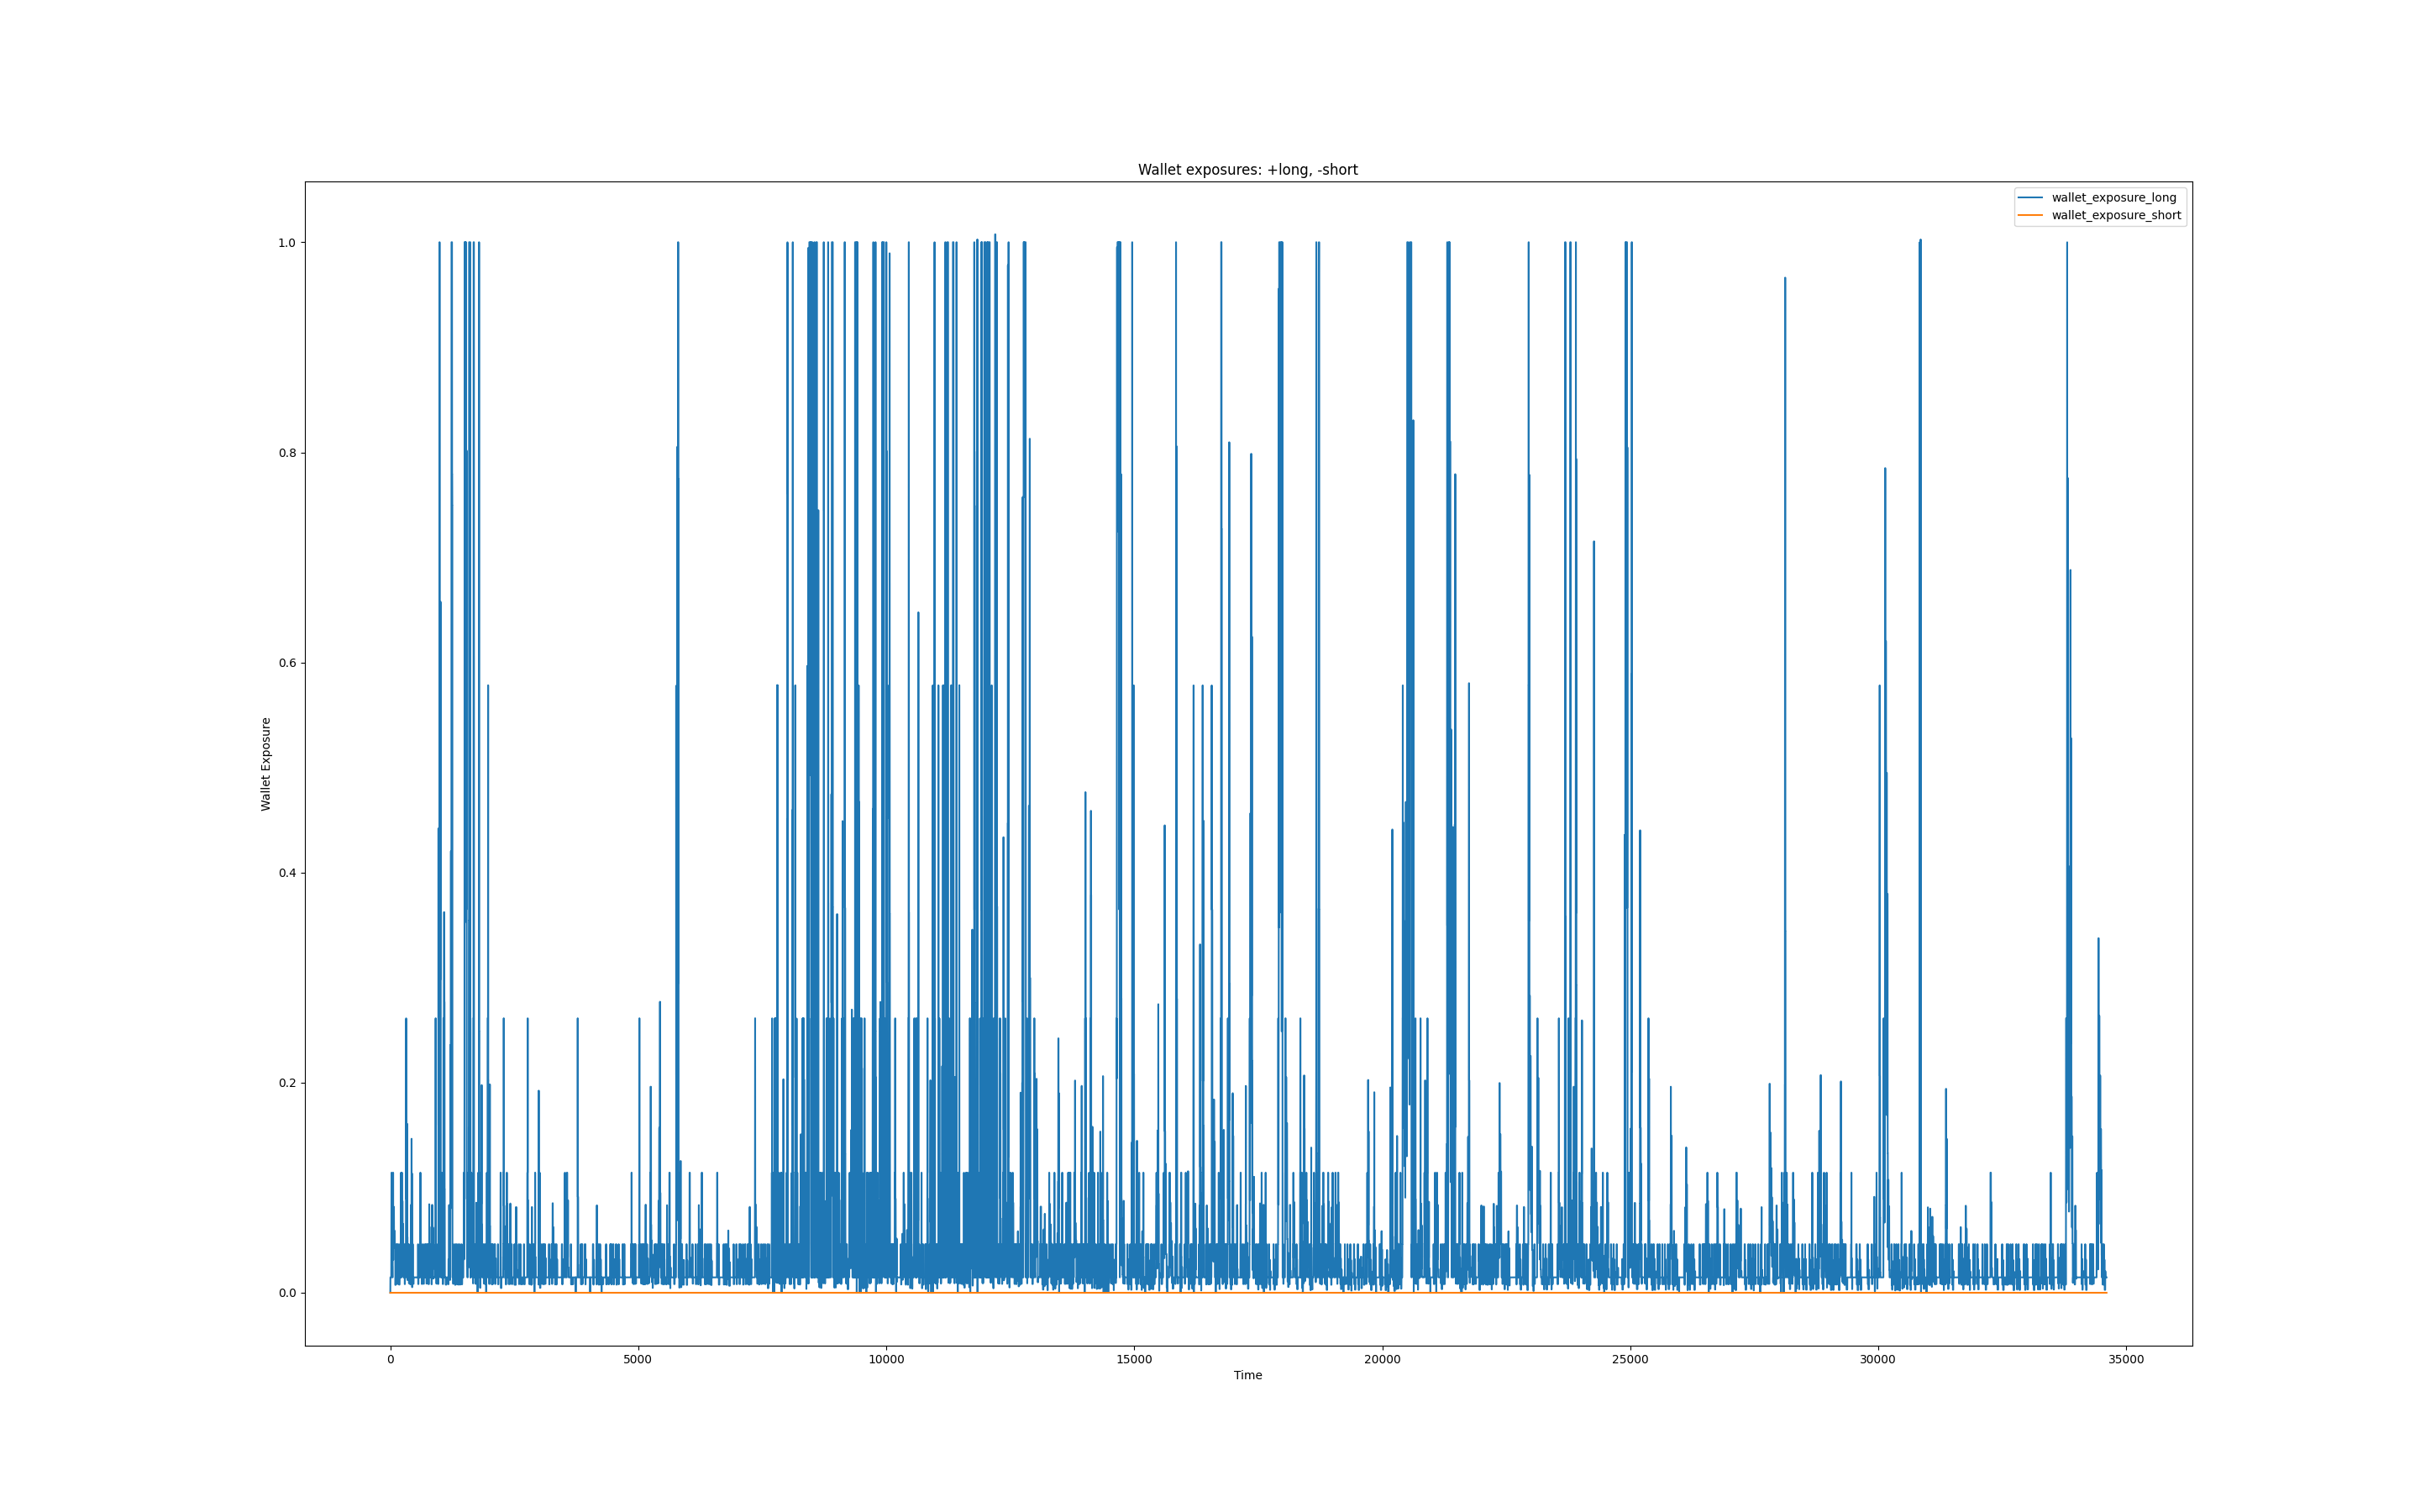 Wallet exposures: +long, -short
wallet_exposure_long
wallet_exposure_short
1.0
0.8
0.6
0.4
0.2
0.0
Wallet Exposure
0 5000 10000 15000 20000 25000 30000 35000
Time